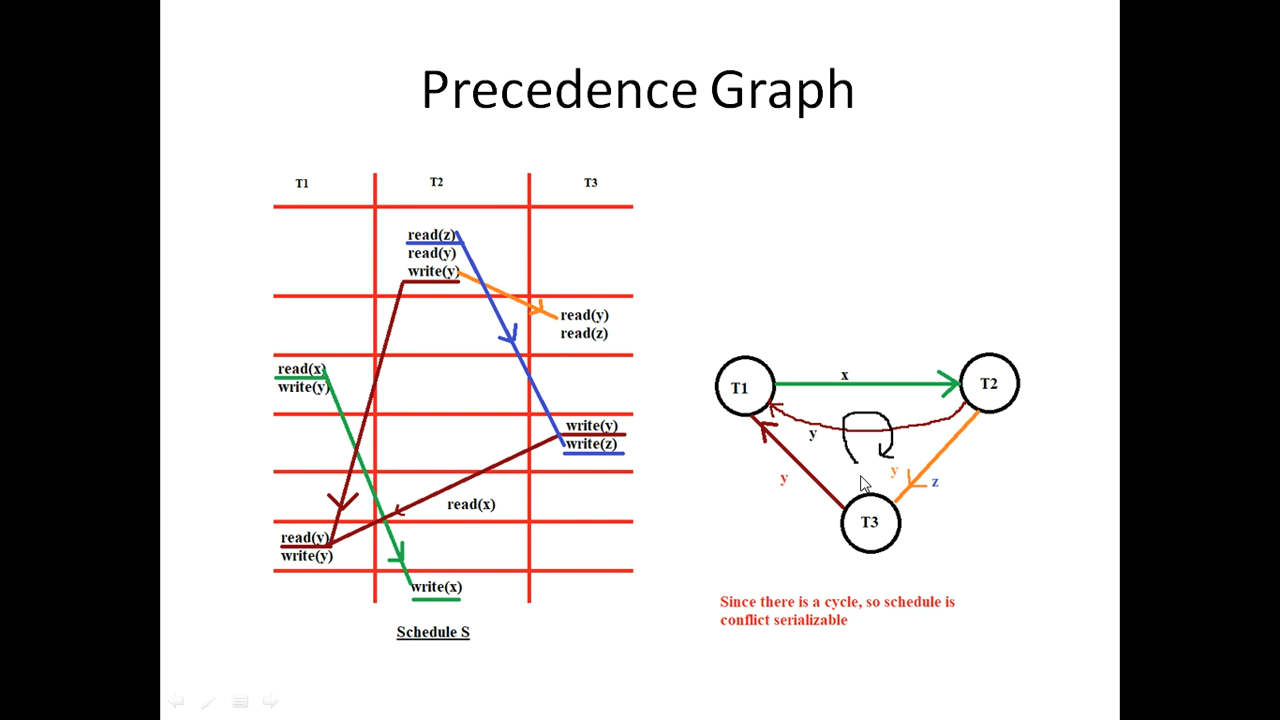 Precedence Graph
T1 T2 T3
read(z)
read(y)
write(y)
read(y)
read(z)
read(x)
write(y)
write(y)
write(z)
read(x)
read(y)
write(y)
write(x)
Schedule S
x
T1 T2
y
y y z
T3
Since there is a cycle, so schedule is
conflict serializable